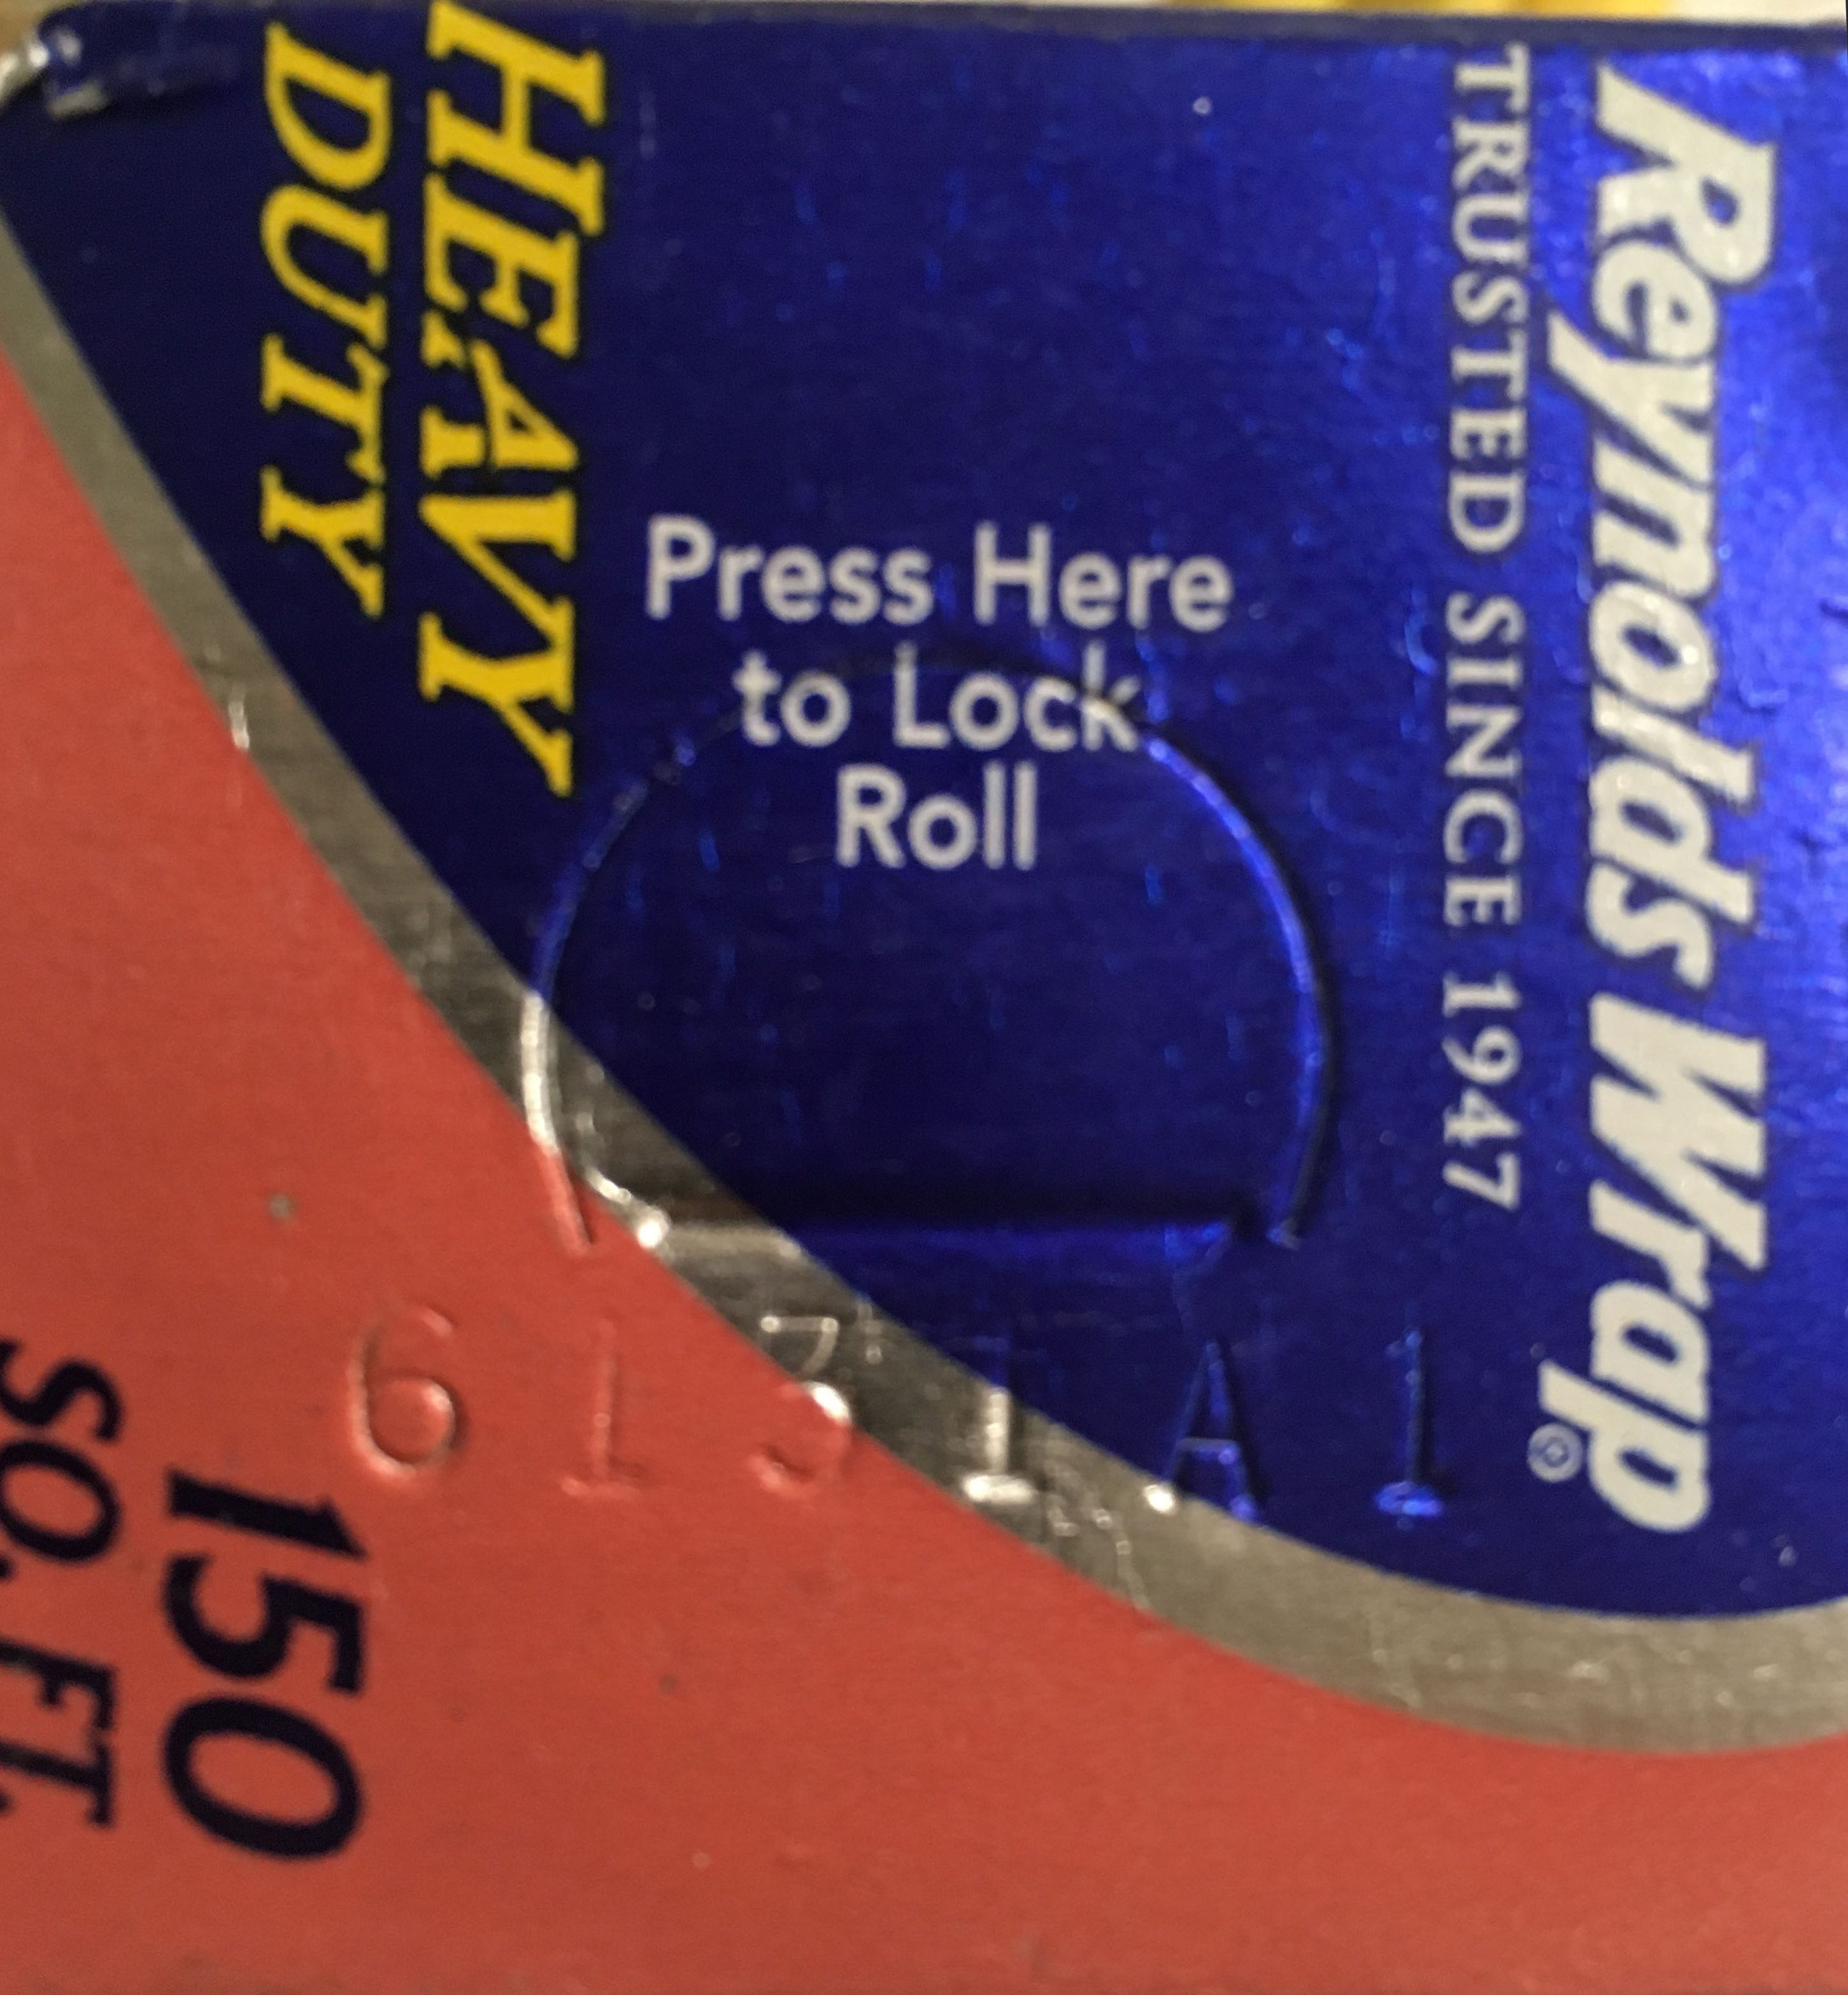 Reynolds Wrap®
TRUSTED SINCE 1947
Press Here
to Lock
Roll
HEAVY
DUTY
150
SQ. FT.